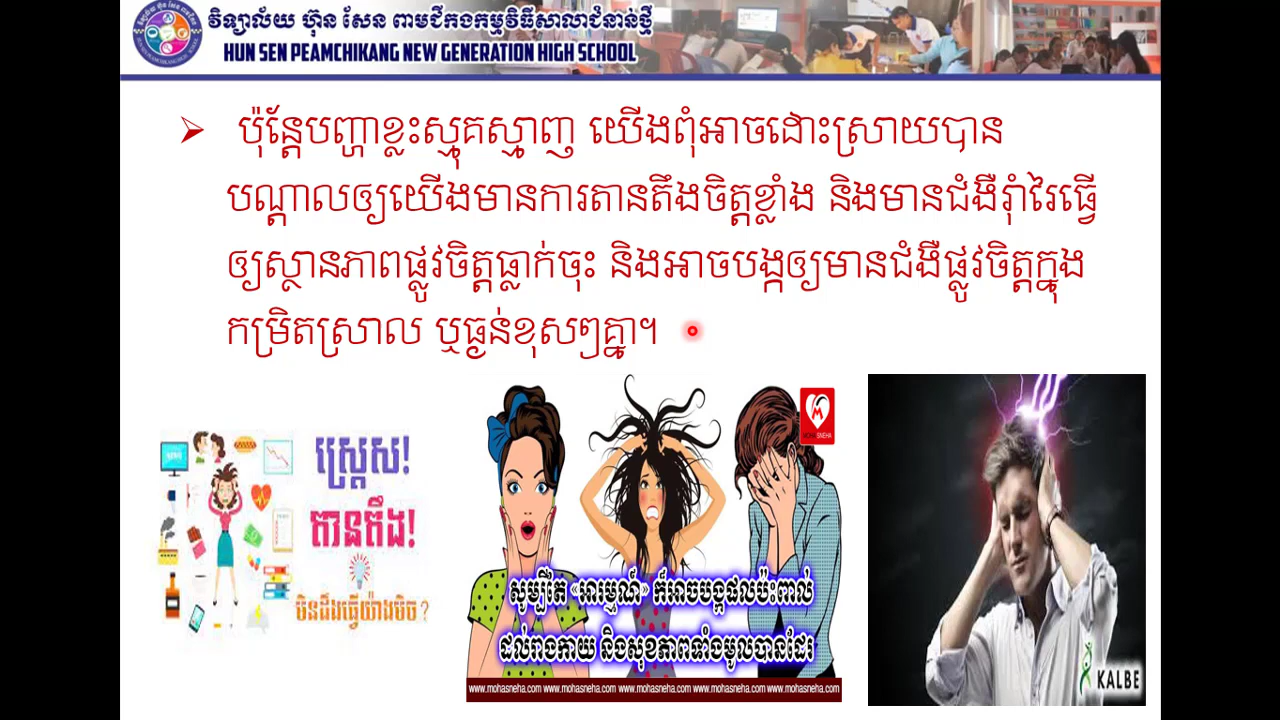 វិទ្យាល័យ ហ៊ុន សែន ពាមជីកងកម្មវិធីសាលាជំនាន់ថ្មី
HUN SEN PEAMCHIKANG NEW GENERATION HIGH SCHOOL
➢ ប៉ុន្តែបញ្ហាខ្លះស្មុគស្មាញ យើងពុំអាចដោះស្រាយបាន
បណ្តាលឲ្យយើងមានការតានតឹងចិត្តខ្លាំង និងមានជំងឺរ៉ាំរ៉ៃធ្វើ
ឲ្យស្ថានភាពផ្លូវចិត្តធ្លាក់ចុះ និងអាចបង្កឲ្យមានជំងឺផ្លូវចិត្តក្នុង
កម្រិតស្រាល ឬធ្ងន់ខុសៗគ្នា។
ស្ត្រេស!
តានតឹង!
មិនដឹងធ្វើយ៉ាងម៉ិច?
MOHASNEHA
សូម្បីតែ «អារម្មណ៍» ក៏អាចបង្កផលប៉ះពាល់
ដល់រាងកាយ និងសុខភាពទាំងមូលបានដែរ
www.mohasneha.com www.mohasneha.com www.mohasneha.com www.mohasneha.com www.mohasneha.com
KALBE